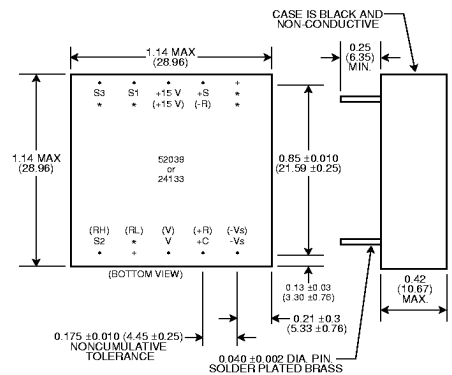 CASE IS BLACK AND
NON-CONDUCTIVE
1.14 MAX
(28.96)
0.25
(6.35)
MIN.
• • • • +
S3 S1 +15 V +S *
* * (+15 V) (-R) *
1.14 MAX
(28.96)
52039
or
24133
0.85 ±0.010
(21.59 ±0.25)
(RH) (RL) (V) (+R) (-Vs)
S2 * V +C -Vs
• + • • •
(BOTTOM VIEW)
0.13 ±0.03
(3.30 ±0.76)
0.42
(10.67)
MAX.
0.21 ±0.3
(5.33 ±0.76)
0.175 ±0.010 (4.45 ±0.25)
NONCUMULATIVE
TOLERANCE
0.040 ±0.002 DIA. PIN.
SOLDER PLATED BRASS